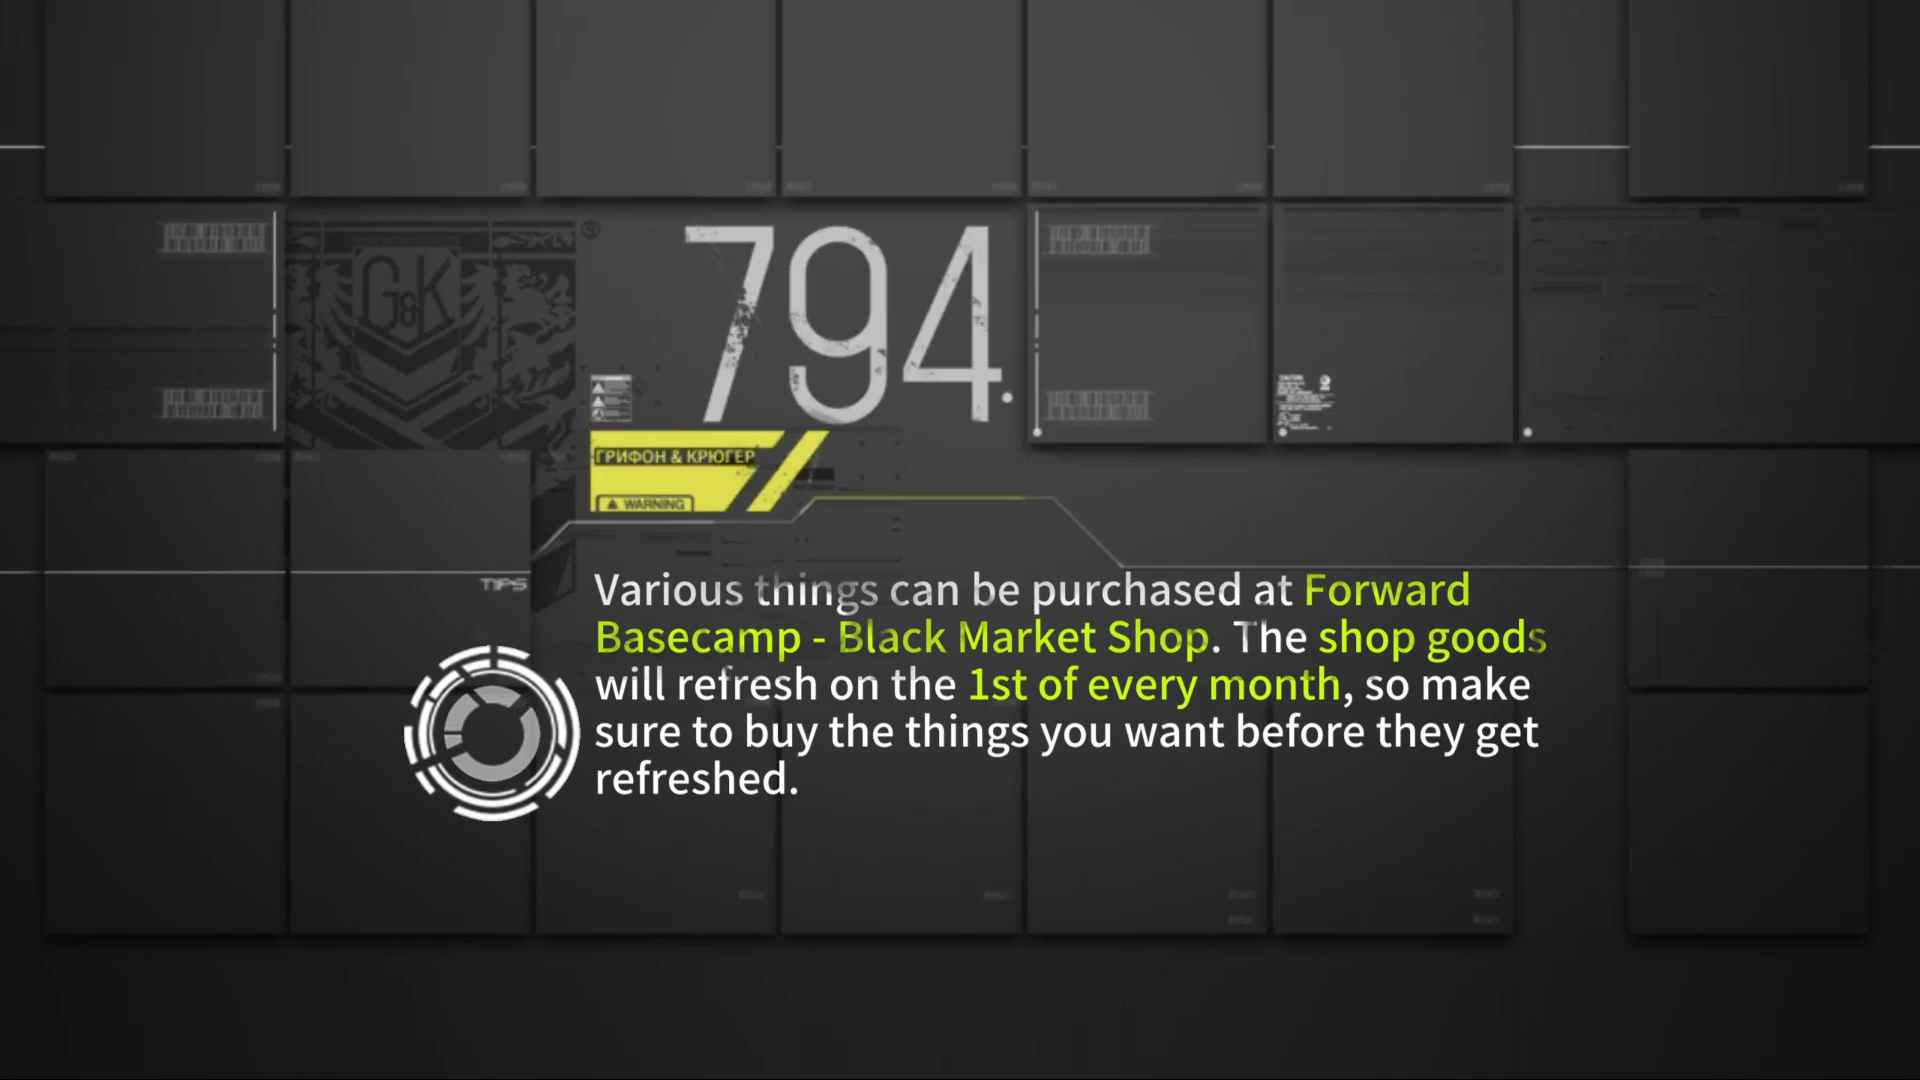 G&K
794.
ГРИФОН & КРЮГЕР
WARNING
TIPS
Various things can be purchased at Forward
Basecamp - Black Market Shop. The shop goods
will refresh on the 1st of every month, so make
sure to buy the things you want before they get
refreshed.
CAUTION